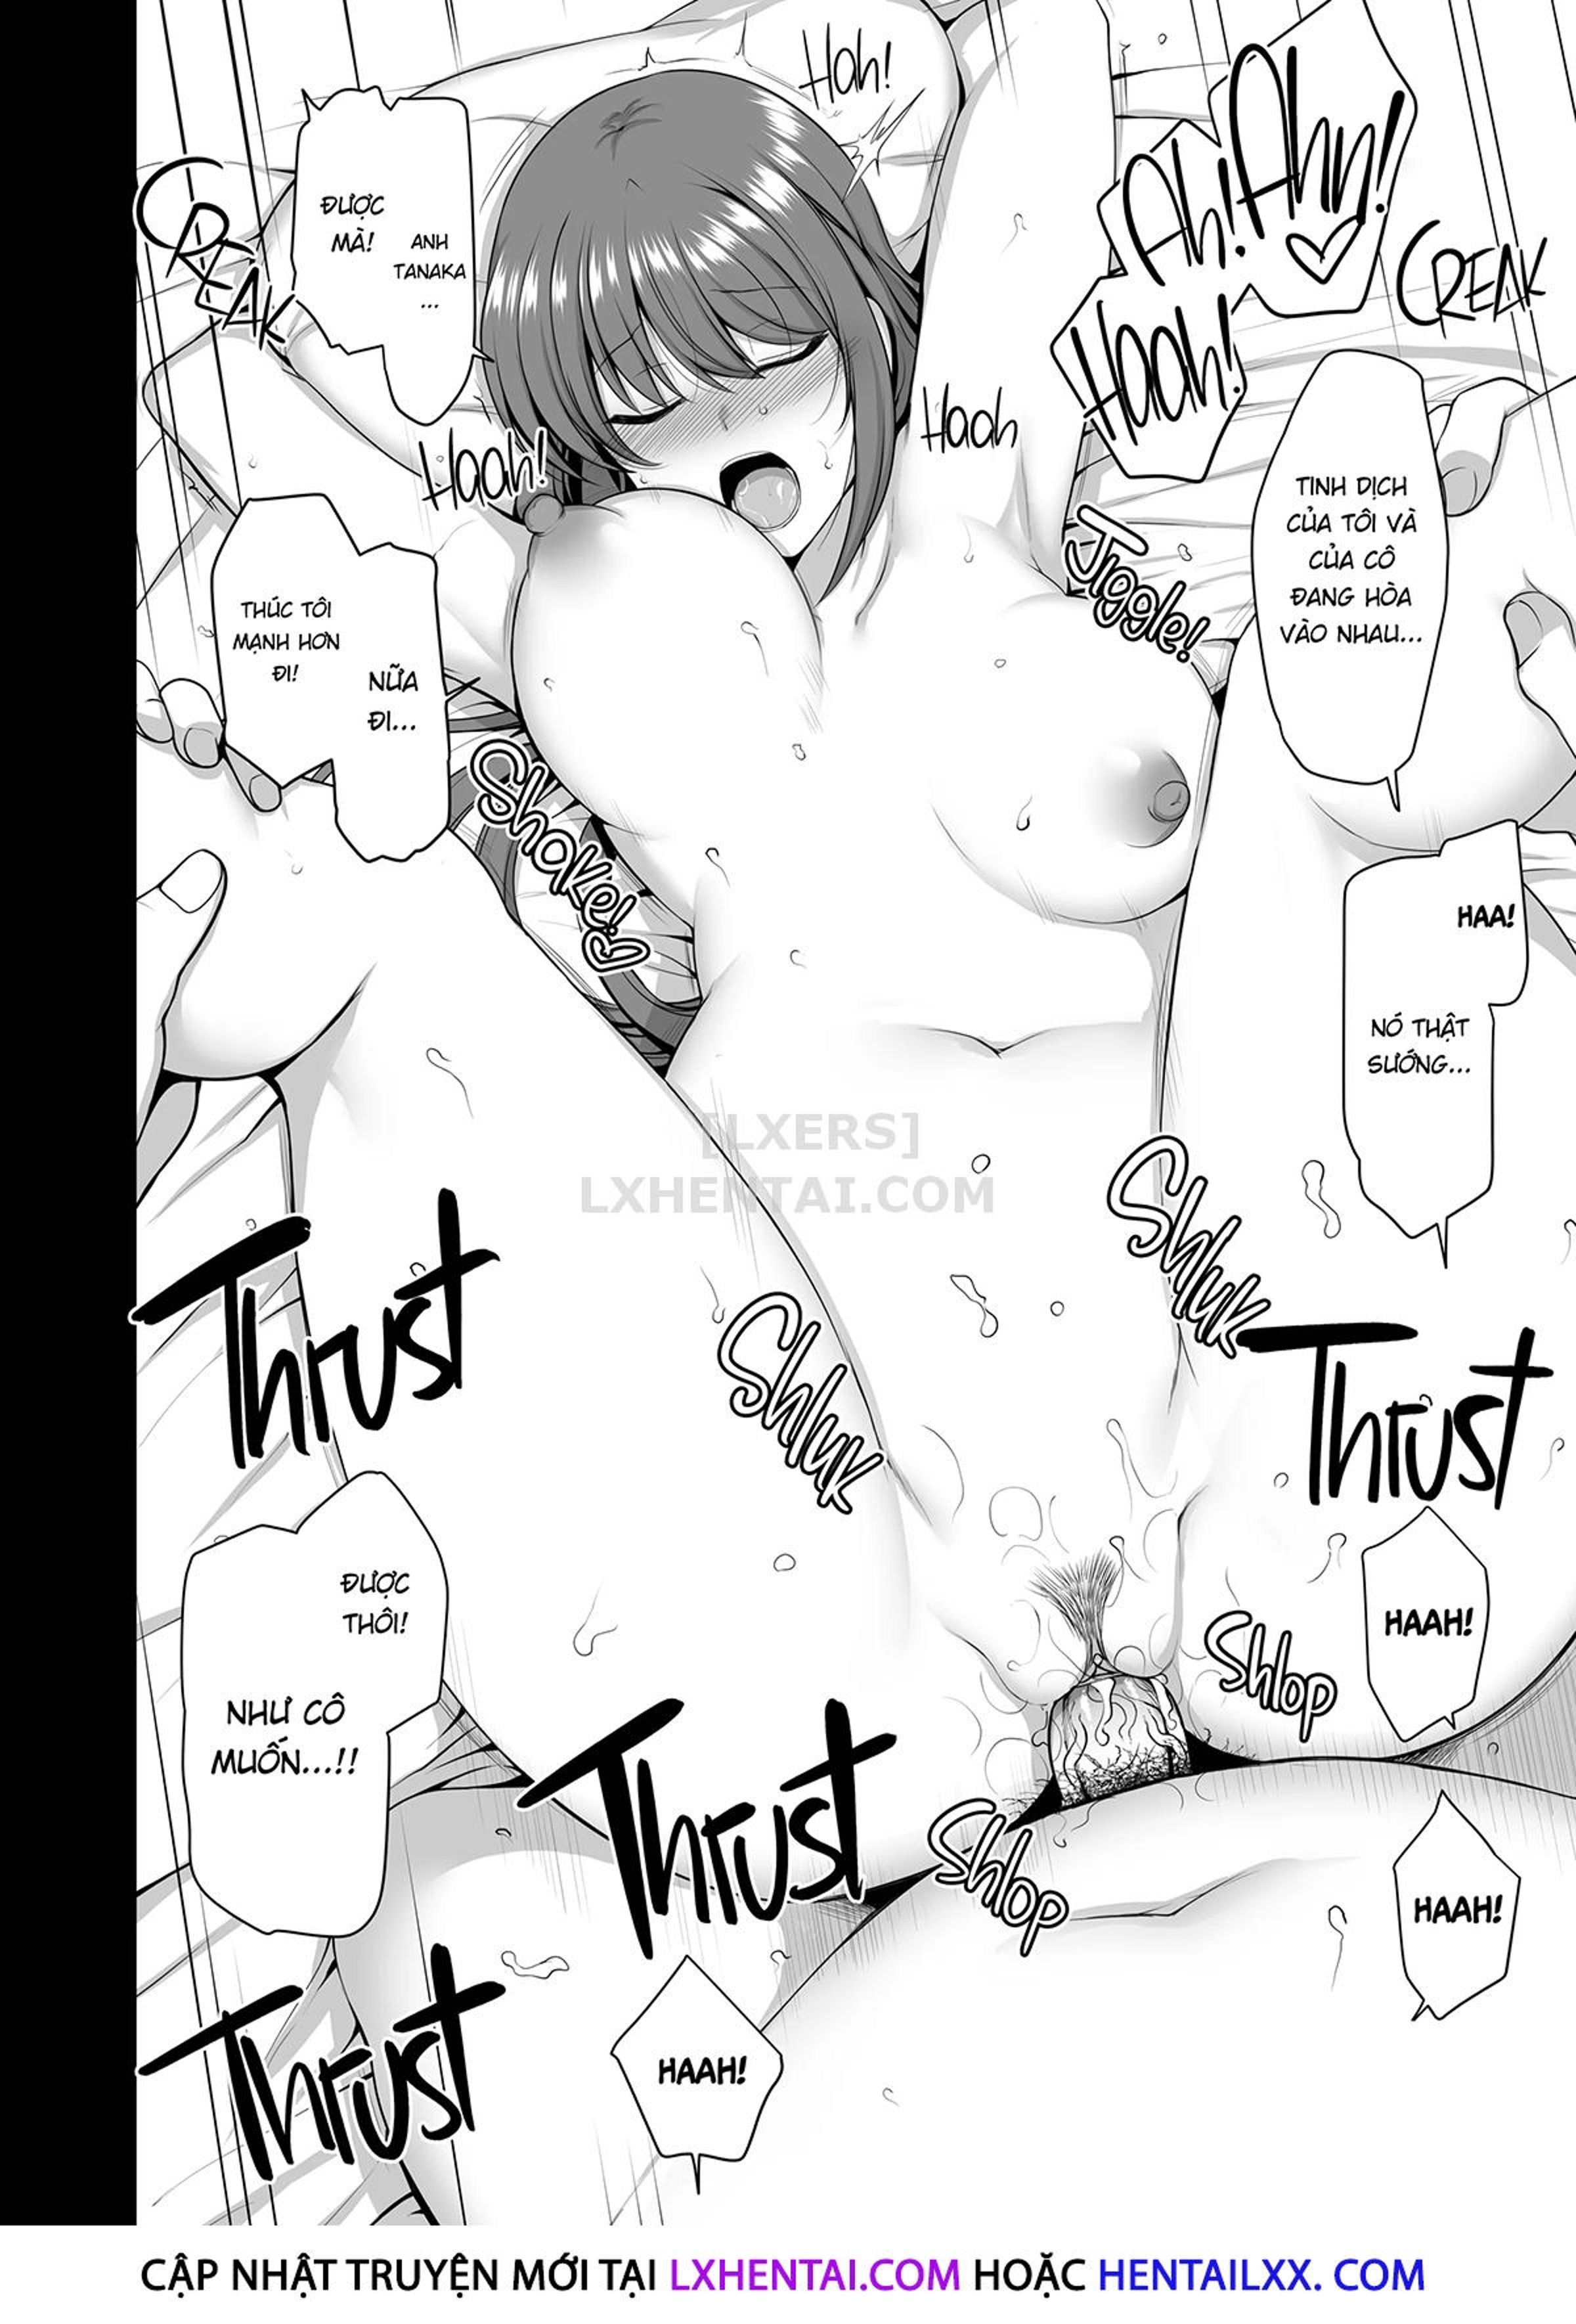 Hah!
Ah! Ahn!
Haah!
CREAK
CREAK
ĐƯỢC
MÀ!
ANH
TANAKA
...
Haah!
Haah
TINH DỊCH
CỦA TÔI VÀ
CỦA CÔ
ĐANG HÒA
VÀO NHAU...
Jiggle!
THÚC TÔI
MẠNH HƠN
ĐI!
NỮA
ĐI...
Shake!
HAA!
NÓ THẬT
SƯỚNG...
[LXERS]
LXHENTAI.COM
Shluk
Shluk
Thrust
Thrust
ĐƯỢC
THÔI!
NHƯ CÔ
MUỐN...!!
HAAH!
Shlop
Thrust
Shlop
HAAH!
Thrust
HAAH!
CẬP NHẬT TRUYỆN MỚI TẠI LXHENTAI.COM HOẶC HENTAILXX. COM